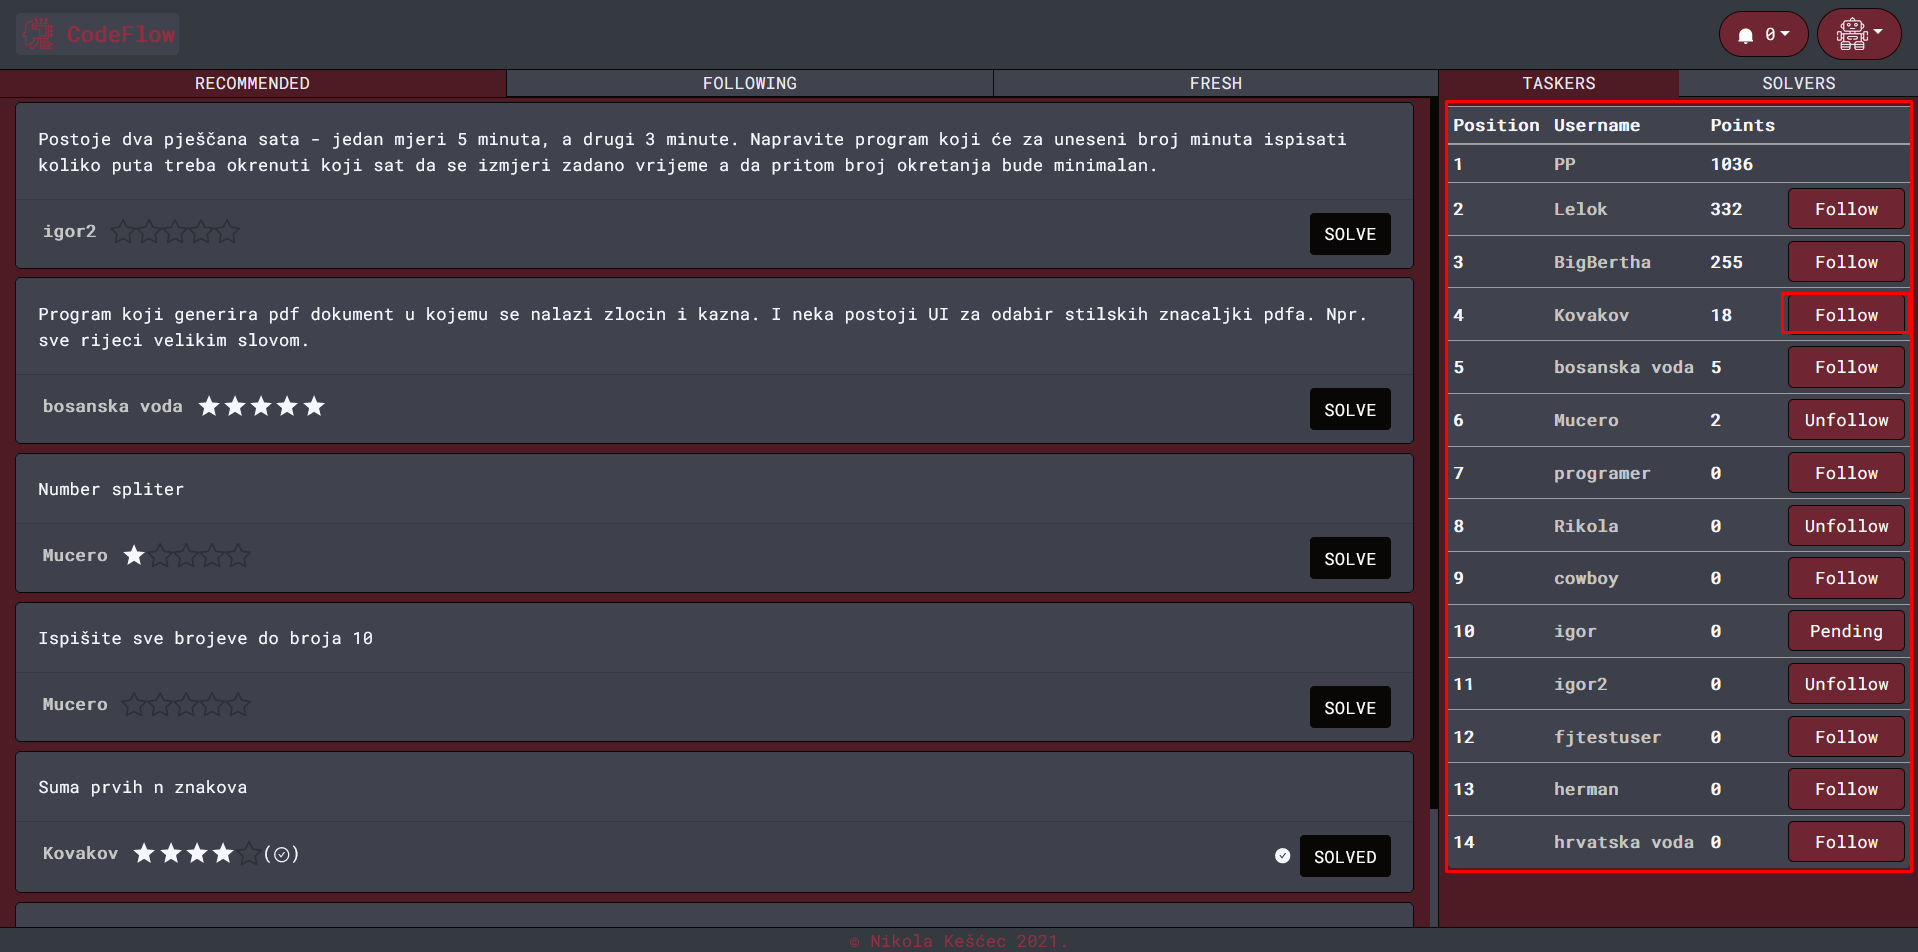 CodeFlow
0
RECOMMENDED
FOLLOWING
FRESH
TASKERS
SOLVERS
Postoje dva pješčana sata - jedan mjeri 5 minuta, a drugi 3 minute. Napravite program koji će za uneseni broj minuta ispisati
koliko puta treba okrenuti koji sat da se izmjeri zadano vrijeme a da pritom broj okretanja bude minimalan.
igor2
SOLVE
Program koji generira pdf dokument u kojemu se nalazi zlocin i kazna. I neka postoji UI za odabir stilskih znacaljki pdfa. Npr.
sve rijeci velikim slovom.
bosanska voda
SOLVE
Number spliter
Mucero
SOLVE
Ispišite sve brojeve do broja 10
Mucero
SOLVE
Suma prvih n znakova
Kovakov ( )
SOLVED
Position Username Points
1 PP 1036
2 Lelok 332 Follow
3 BigBertha 255 Follow
4 Kovakov 18 Follow
5 bosanska voda 5 Follow
6 Mucero 2 Unfollow
7 programer 0 Follow
8 Rikola 0 Unfollow
9 cowboy 0 Follow
10 igor 0 Pending
11 igor2 0 Unfollow
12 fjtestuser 0 Follow
13 herman 0 Follow
14 hrvatska voda 0 Follow
© Nikola Kešćec 2021.